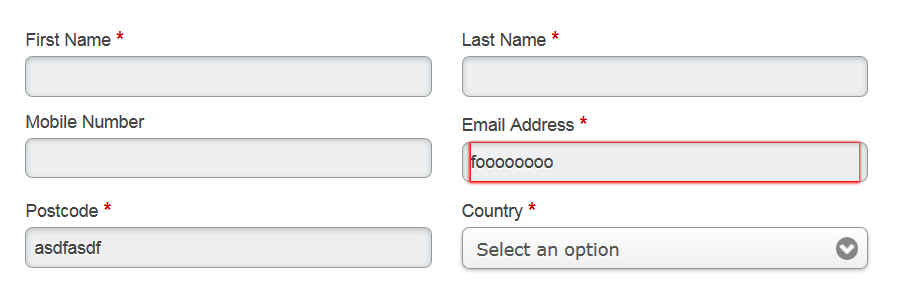 First Name *
Last Name *
Mobile Number
Email Address *
foooooooo
Postcode *
asdfasdf
Country *
Select an option